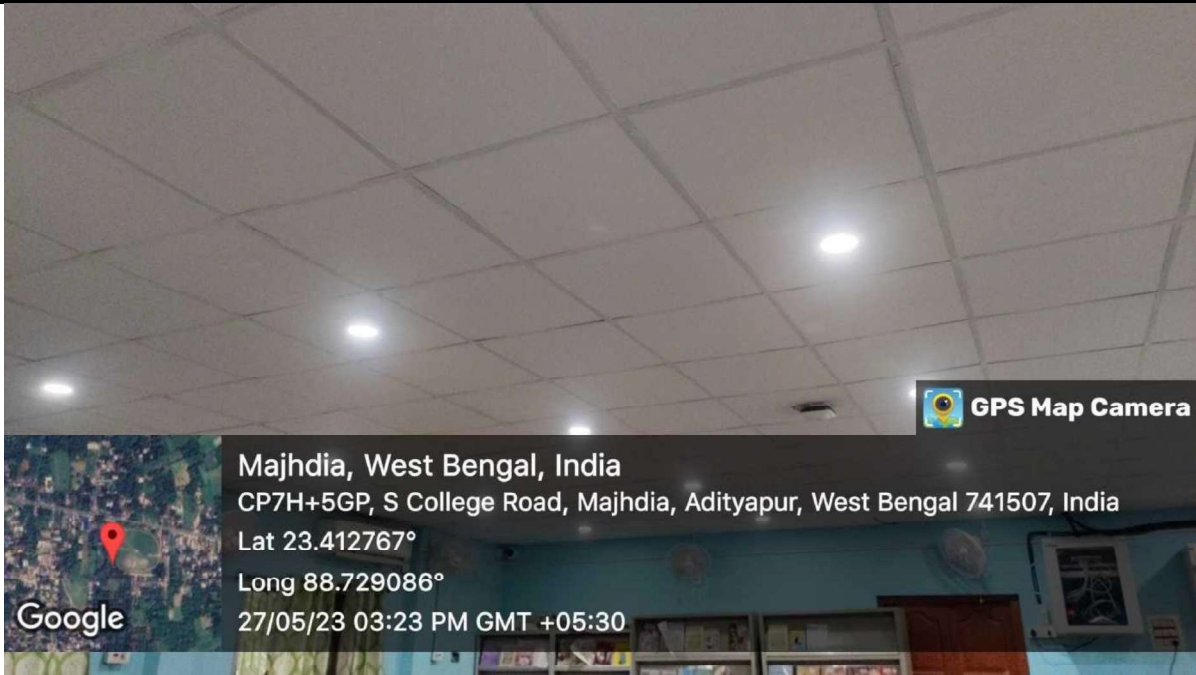 GPS Map Camera
Majhdia, West Bengal, India
CP7H+5GP, S College Road, Majhdia, Adityapur, West Bengal 741507, India
Lat 23.412767°
Long 88.729086°
27/05/23 03:23 PM GMT +05:30
Google